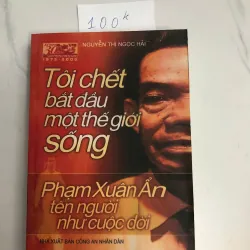 100k
NGUYỄN THỊ NGỌC HẢI
1975-2005
Tôi chết
bắt đầu
một thế giới
sống
Phạm Xuân Ẩn
tên người
như cuộc đời
NHÀ XUẤT BẢN CÔNG AN NHÂN DÂN